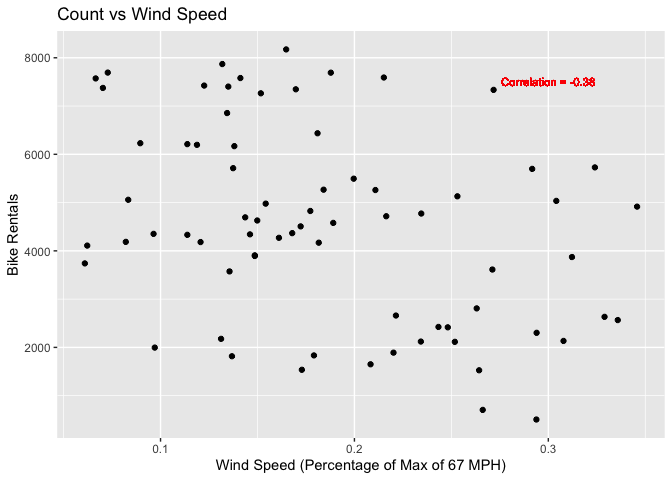 Count vs Wind Speed
8000
6000
4000
2000
Bike Rentals
Correlation = -0.38
0.1
0.2
0.3
Wind Speed (Percentage of Max of 67 MPH)